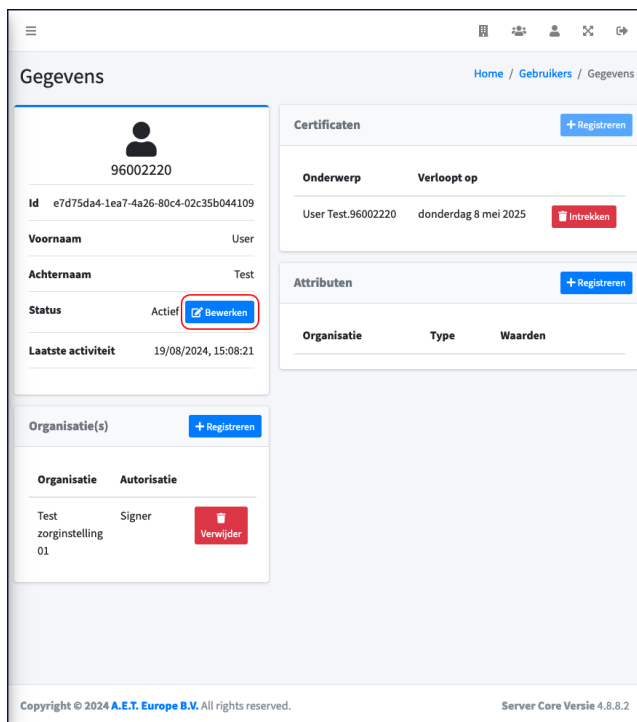 Gegevens
Home / Gebruikers / Gegevens
96002220
Id e7d75da4-1ea7-4a26-80c4-02c35b044109
Voornaam User
Achternaam Test
Status Actief Bewerken
Laatste activiteit 19/08/2024, 15:08:21
Organisatie(s) + Registreren
Organisatie Autorisatie
Test Signer
zorginstelling
01
Verwijder
Certificaten + Registreren
Onderwerp Verloopt op
User Test.96002220 donderdag 8 mei 2025 Intrekken
Attributen + Registreren
Organisatie Type Waarden
Copyright © 2024 A.E.T. Europe B.V. All rights reserved.
Server Core Versie 4.8.8.2